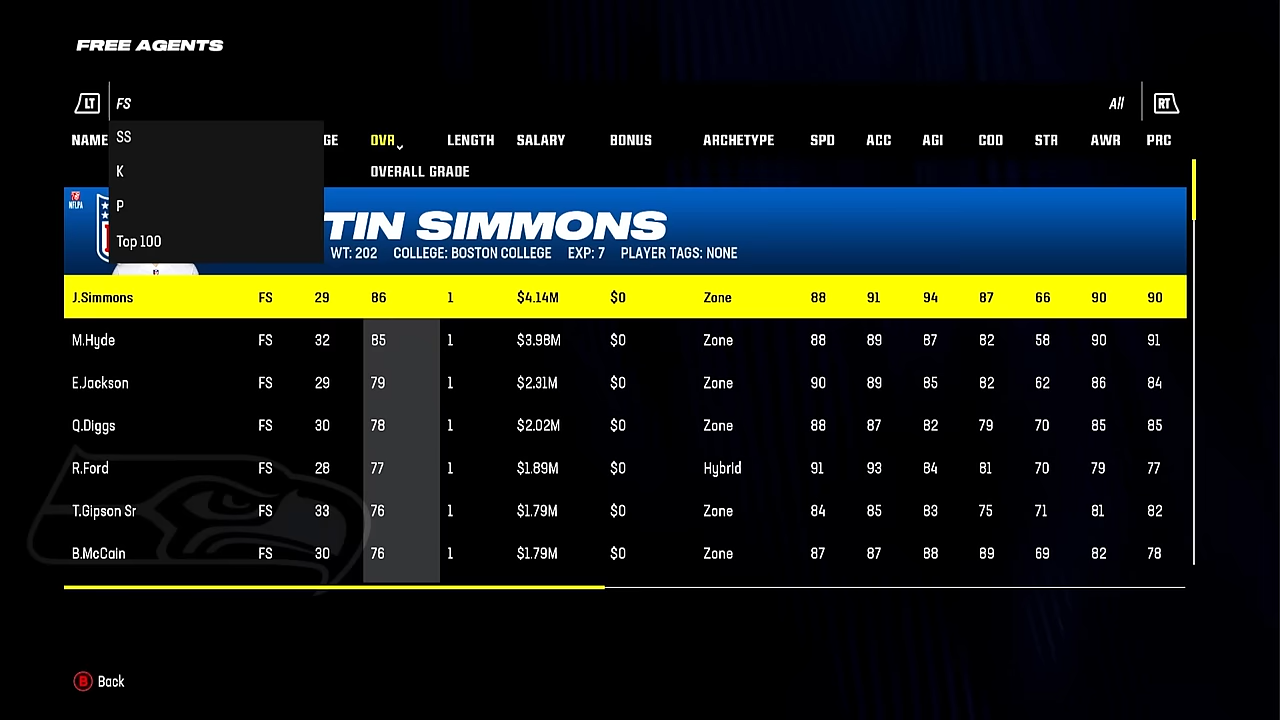 FREE AGENTS
LT FS All RT
SS
K
P
Top 100
NAME GE OVR LENGTH SALARY BONUS ARCHETYPE SPD ACC AGI COD STR AWR PRC
OVERALL GRADE
NFLPA
TIN SIMMONS
WT: 202 COLLEGE: BOSTON COLLEGE EXP: 7 PLAYER TAGS: NONE
J.Simmons FS 29 86 1 $4.14M $0 Zone 88 91 94 87 66 90 90
M.Hyde FS 32 85 1 $3.98M $0 Zone 88 89 87 82 58 90 91
E.Jackson FS 29 79 1 $2.31M $0 Zone 90 89 85 82 62 86 84
Q.Diggs FS 30 78 1 $2.02M $0 Zone 88 87 82 79 70 85 85
R.Ford FS 28 77 1 $1.89M $0 Hybrid 91 93 84 81 70 79 77
T.Gipson Sr FS 33 76 1 $1.79M $0 Zone 84 85 83 75 71 81 82
B.McCain FS 30 76 1 $1.79M $0 Zone 87 87 88 89 69 82 78
B Back